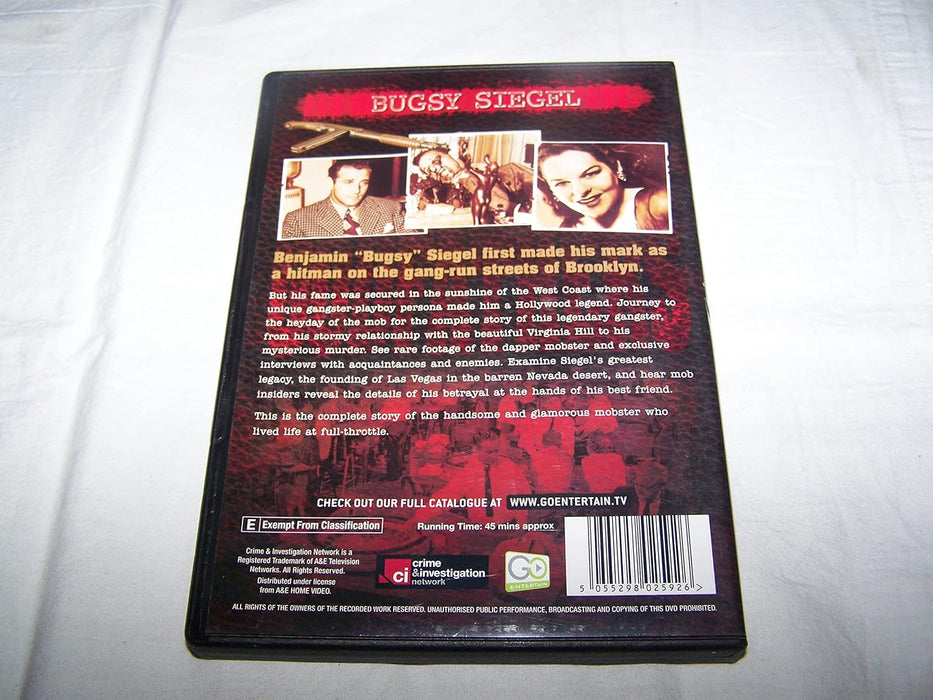 BUGSY SIEGEL
Benjamin "Bugsy" Siegel first made his mark as
a hitman on the gang-run streets of Brooklyn.
But his fame was secured in the sunshine of the West Coast where his
unique gangster-playboy persona made him a Hollywood legend. Journey to
the heyday of the mob for the complete story of this legendary gangster,
from his stormy relationship with the beautiful Virginia Hill to his
mysterious murder. See rare footage of the dapper mobster and exclusive
interviews with acquaintances and enemies. Examine Siegel's greatest
legacy, the founding of Las Vegas in the barren Nevada desert, and hear mob
insiders reveal the details of his betrayal at the hands of his best friend.
This is the complete story of the handsome and glamorous mobster who
lived life at full-throttle.
CHECK OUT OUR FULL CATALOGUE AT WWW.GOENTERTAIN.TV
E Exempt From Classification
Running Time: 45 mins approx
Crime & Investigation Network is a
Registered Trademark of A&E Television
Networks. All Rights Reserved.
Distributed under license
from A&E HOME VIDEO.
ci crime
& investigation
network
GO
ENTERTAIN
5 055298 025926 >
ALL RIGHTS OF THE OWNERS OF THE RECORDED WORK RESERVED. UNAUTHORISED PUBLIC PERFORMANCE, BROADCASTING AND COPYING OF THIS DVD PROHIBITED.